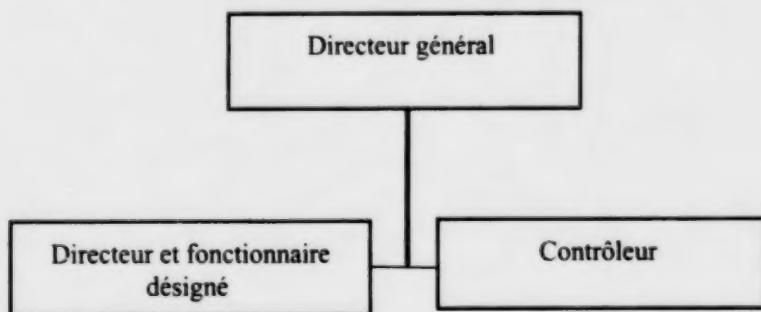 Directeur général
Directeur et fonctionnaire
désigné
Contrôleur